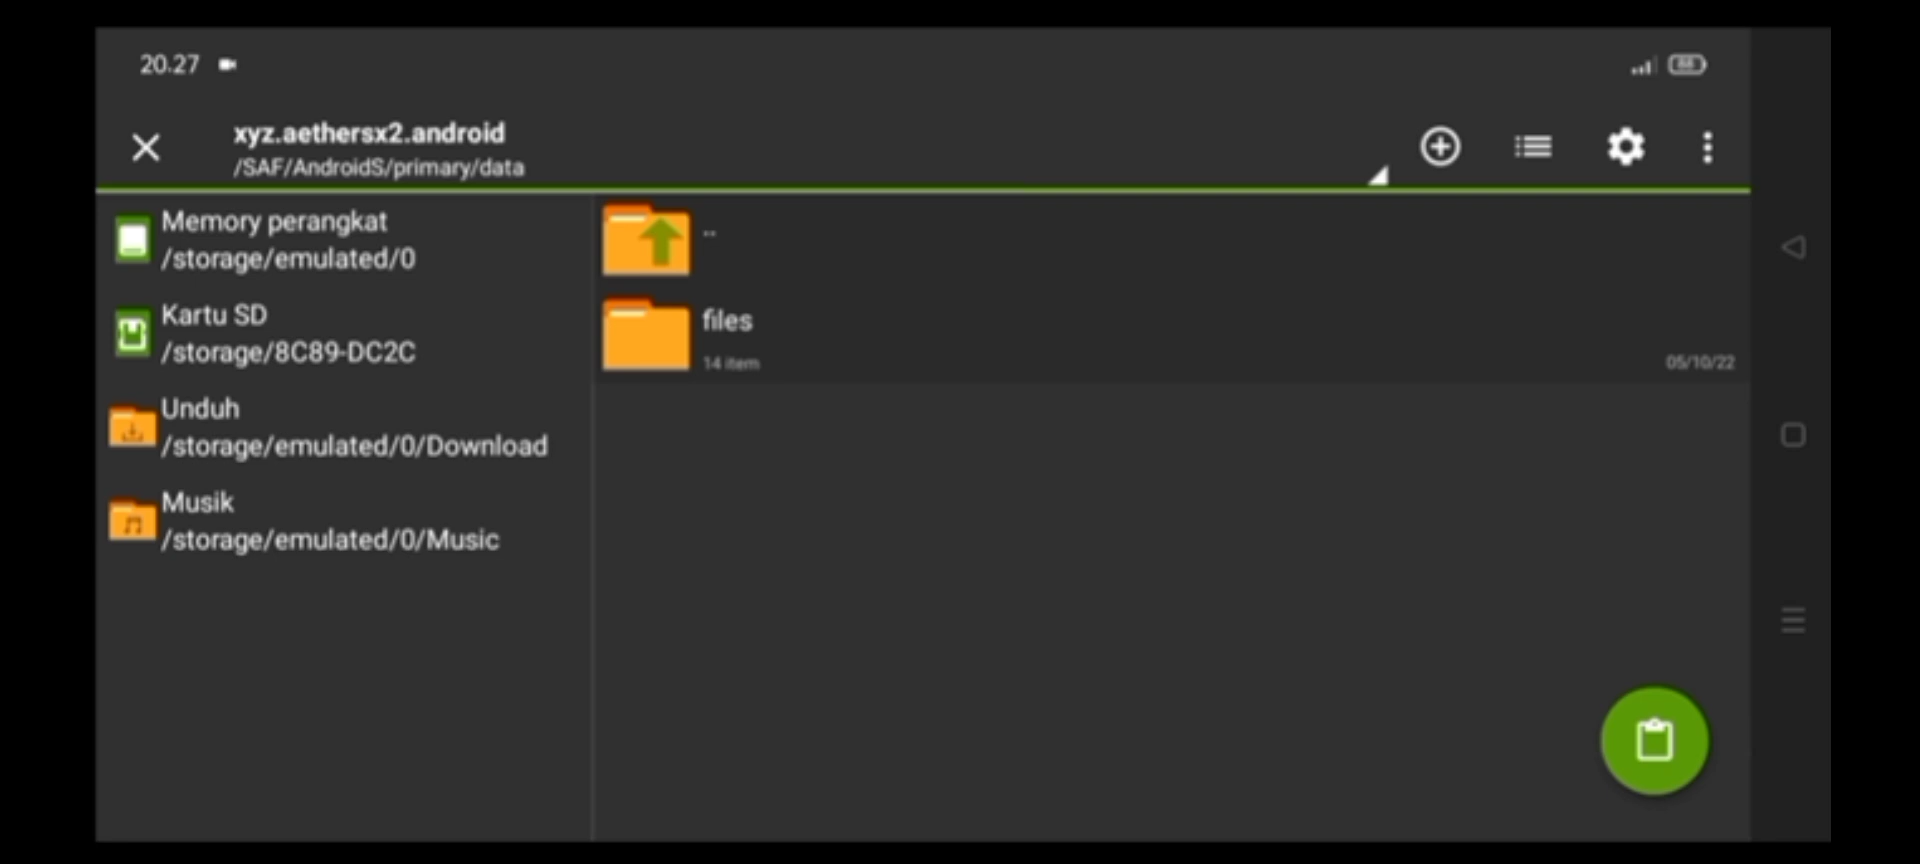 20.27
xyz.aethersx2.android
/SAF/AndroidS/primary/data
Memory perangkat
/storage/emulated/0
Kartu SD
/storage/8C89-DC2C
Unduh
/storage/emulated/0/Download
Musik
/storage/emulated/0/Music
..
files
14 item
05/10/22